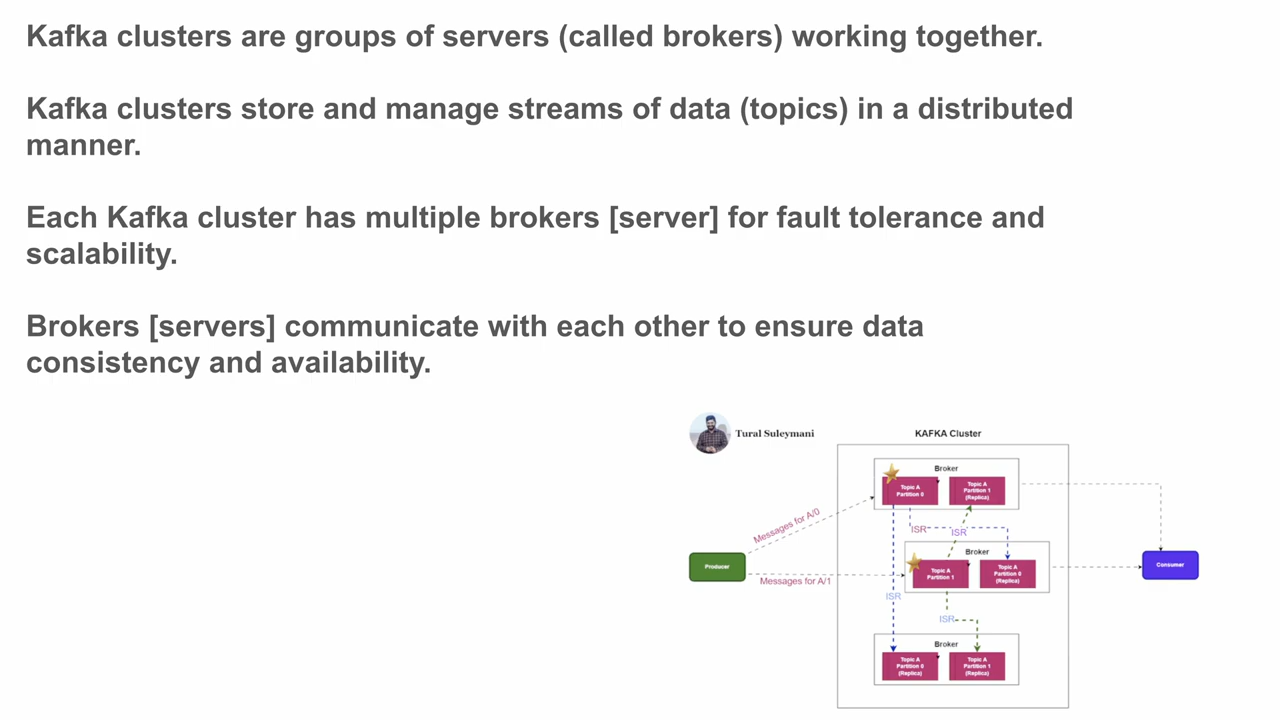 Kafka clusters are groups of servers (called brokers) working together.
Kafka clusters store and manage streams of data (topics) in a distributed
manner.
Each Kafka cluster has multiple brokers [server] for fault tolerance and
scalability.
Brokers [servers] communicate with each other to ensure data
consistency and availability.
Tural Suleymani
KAFKA Cluster
Broker
Topic A
Partition 0
Topic A
Partition 1
(Replica)
Messages for A/0
ISR
ISR
Broker
Topic A
Partition 1
Topic A
Partition 0
(Replica)
Producer
Messages for A/1
Consumer
ISR
ISR
Broker
Topic A
Partition 0
(Replica)
Topic A
Partition 1
(Replica)